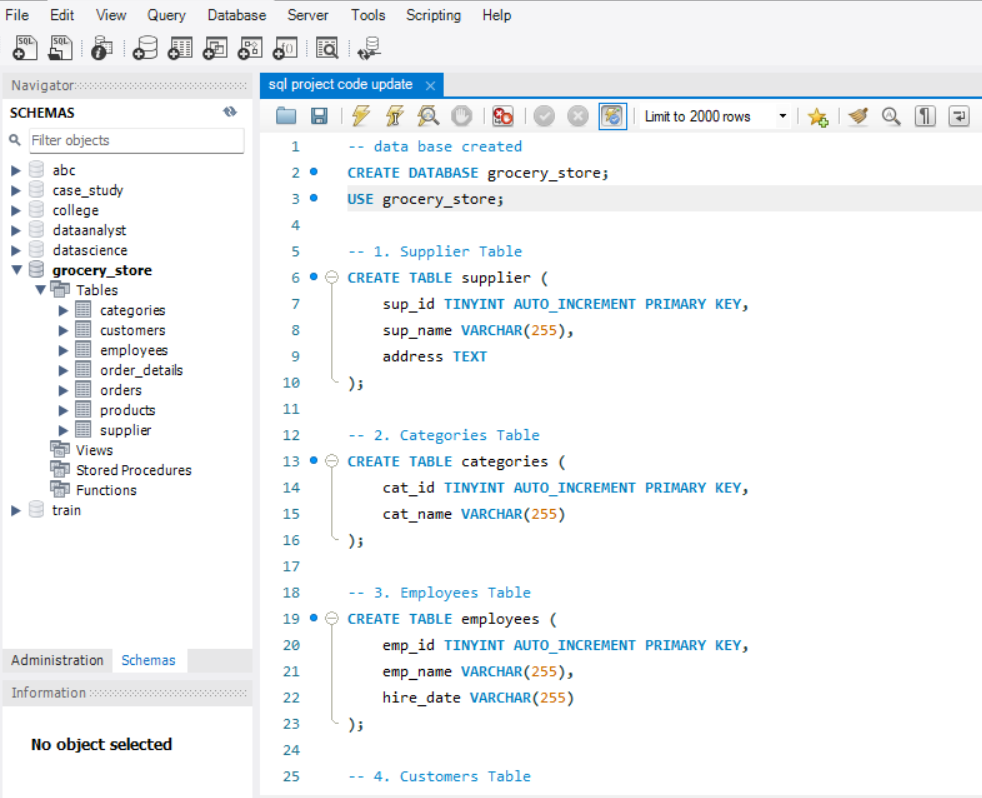 File Edit View Query Database Server Tools Scripting Help
Navigator
SCHEMAS
Filter objects
abc
case_study
college
dataanalyst
datascience
grocery_store
Tables
categories
customers
employees
order_details
orders
products
supplier
Views
Stored Procedures
Functions
train
Administration Schemas
Information
No object selected
sql project code update
Limit to 2000 rows
1 -- data base created
2 CREATE DATABASE grocery_store;
3 USE grocery_store;
4
5 -- 1. Supplier Table
6 CREATE TABLE supplier (
7 sup_id TINYINT AUTO_INCREMENT PRIMARY KEY,
8 sup_name VARCHAR(255),
9 address TEXT
10 );
11
12 -- 2. Categories Table
13 CREATE TABLE categories (
14 cat_id TINYINT AUTO_INCREMENT PRIMARY KEY,
15 cat_name VARCHAR(255)
16 );
17
18 -- 3. Employees Table
19 CREATE TABLE employees (
20 emp_id TINYINT AUTO_INCREMENT PRIMARY KEY,
21 emp_name VARCHAR(255),
22 hire_date VARCHAR(255)
23 );
24
25 -- 4. Customers Table